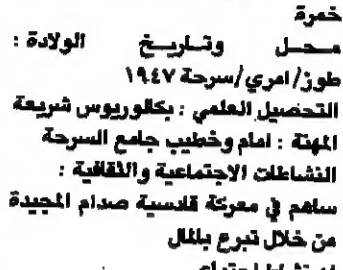 خمرة
محل وتاريخ الولادة :
طوز/امري/سرحة ١٩٤٧
التحصيل العلمي : بكالوريوس شريعة
المهنة : امام وخطيب جامع السرحة
النشاطات الاجتماعية والثقافية :
ساهم في معركة قادسية صدام المجيدة
من خلال تبرع بالمال